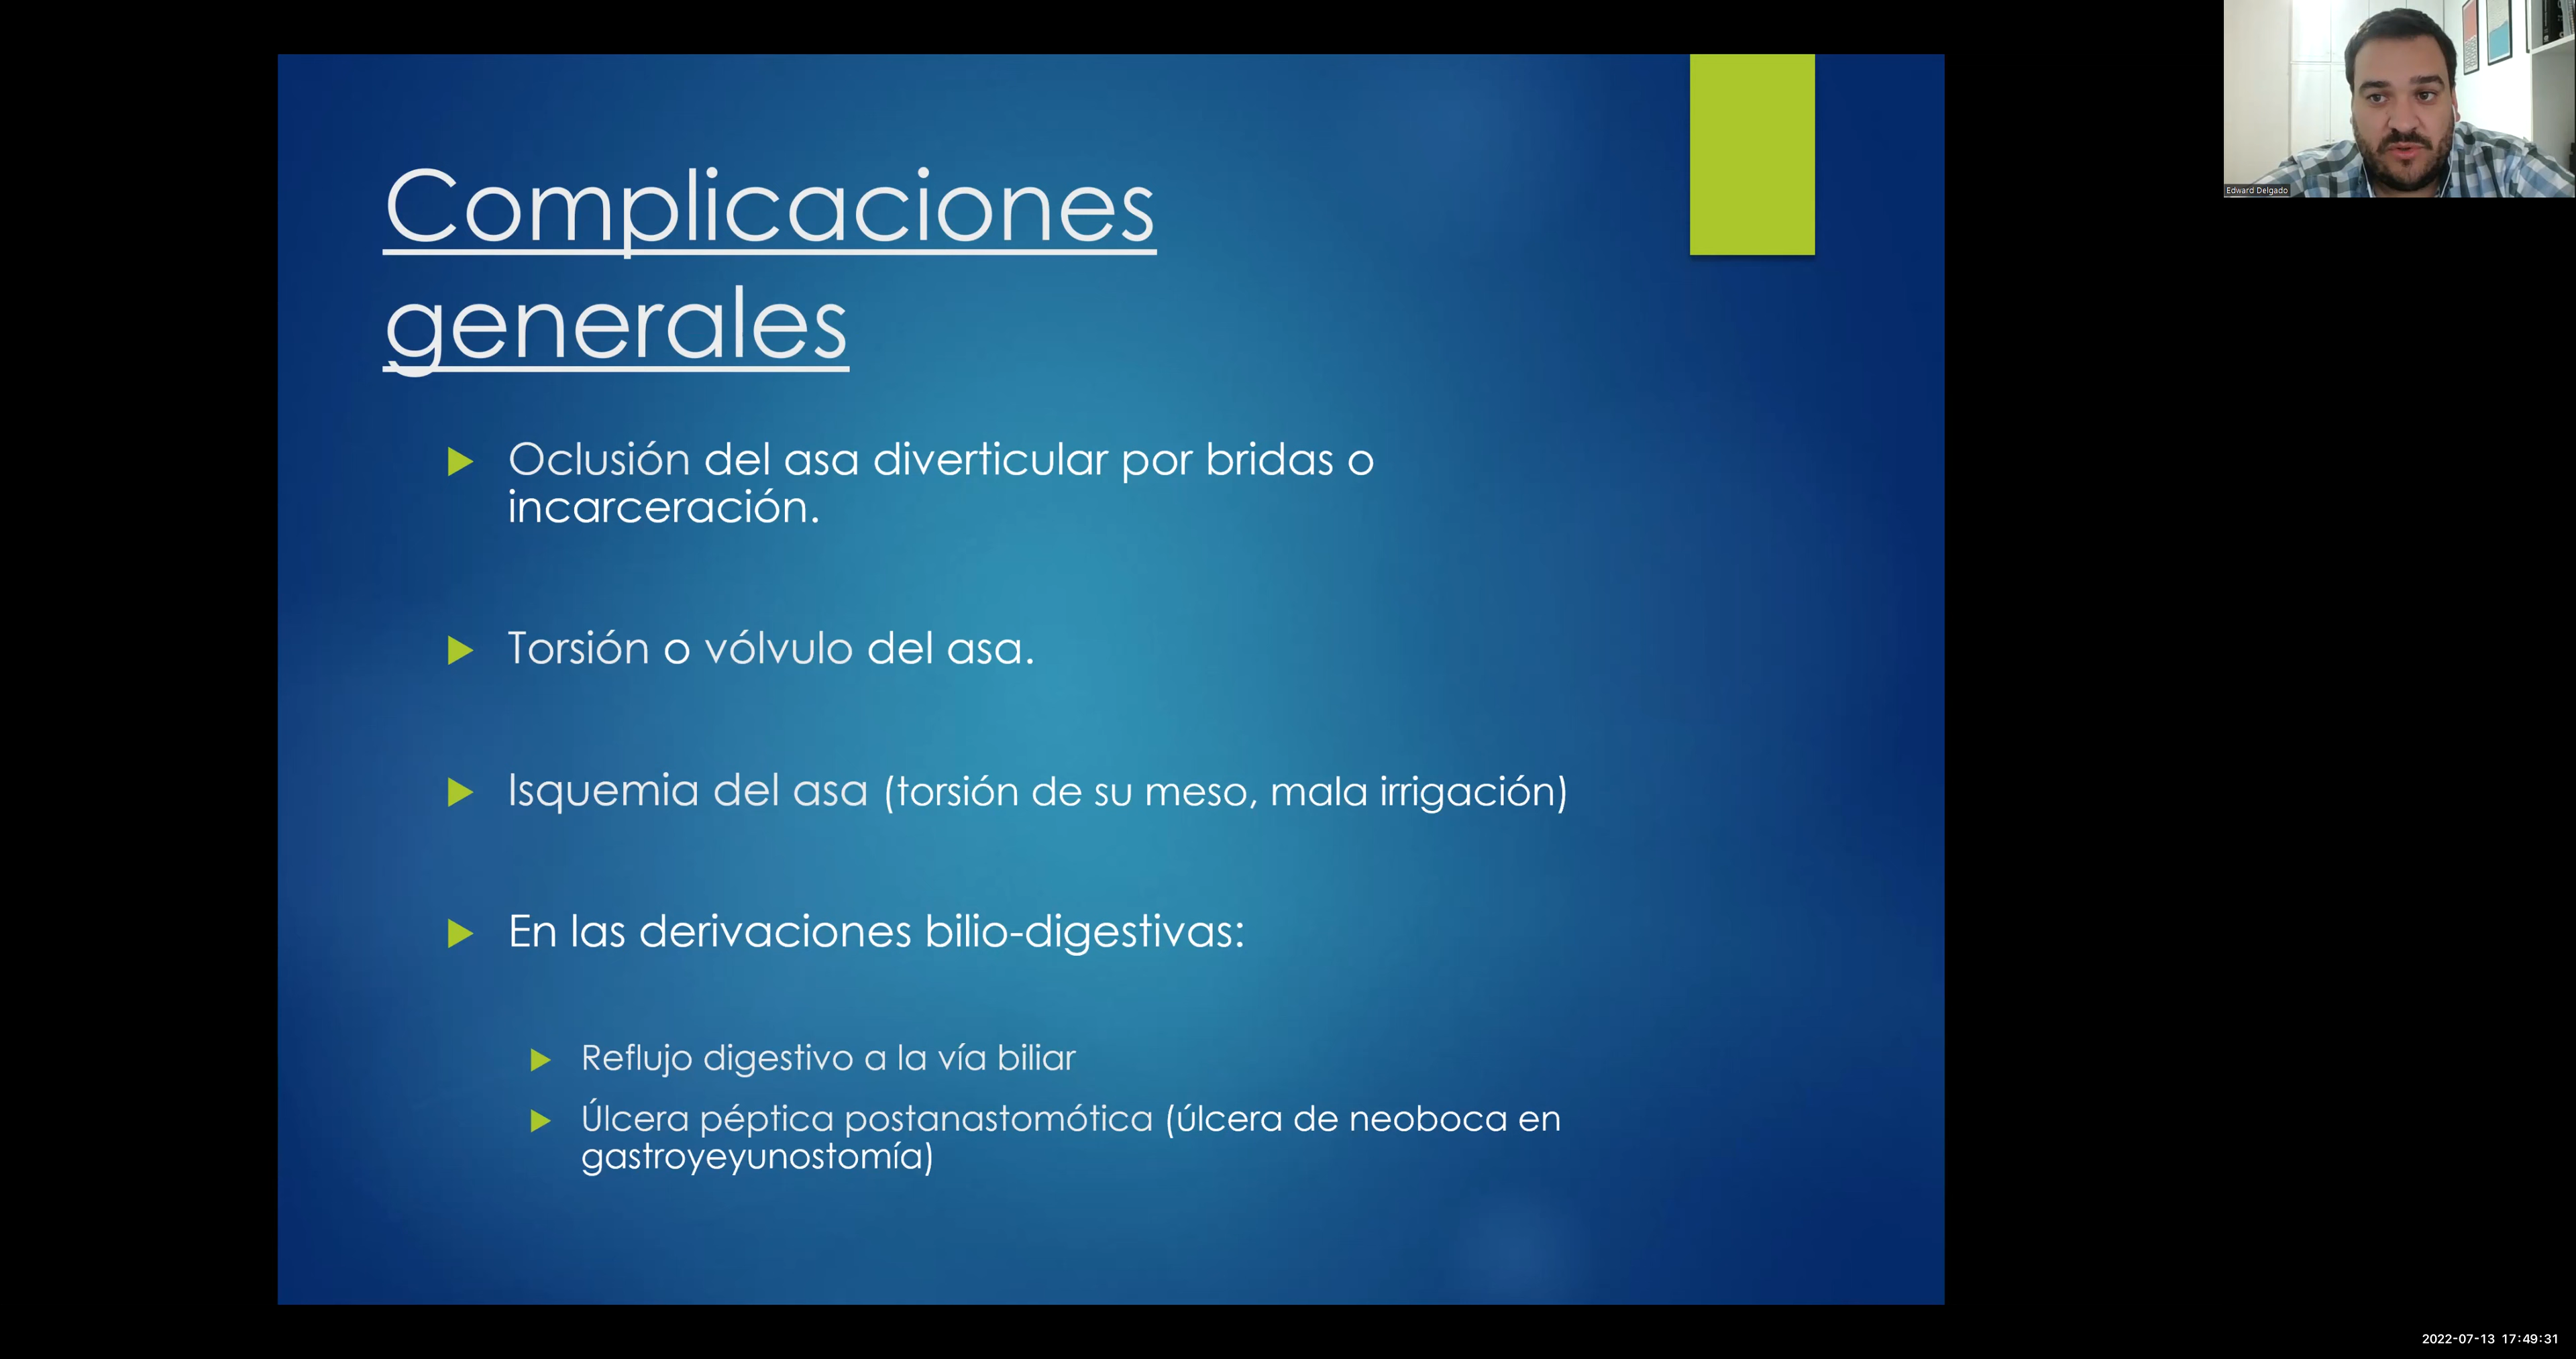 Complicaciones
generales
Oclusión del asa diverticular por bridas o
incarceración.
Torsión o vólvulo del asa.
Isquemia del asa (torsión de su meso, mala irrigación)
En las derivaciones bilio-digestivas:
Reflujo digestivo a la vía biliar
Úlcera péptica postanastomótica (úlcera de neoboca en
gastroyeyunostomía)
Edward Delgado
2022-07-13 17:49:31